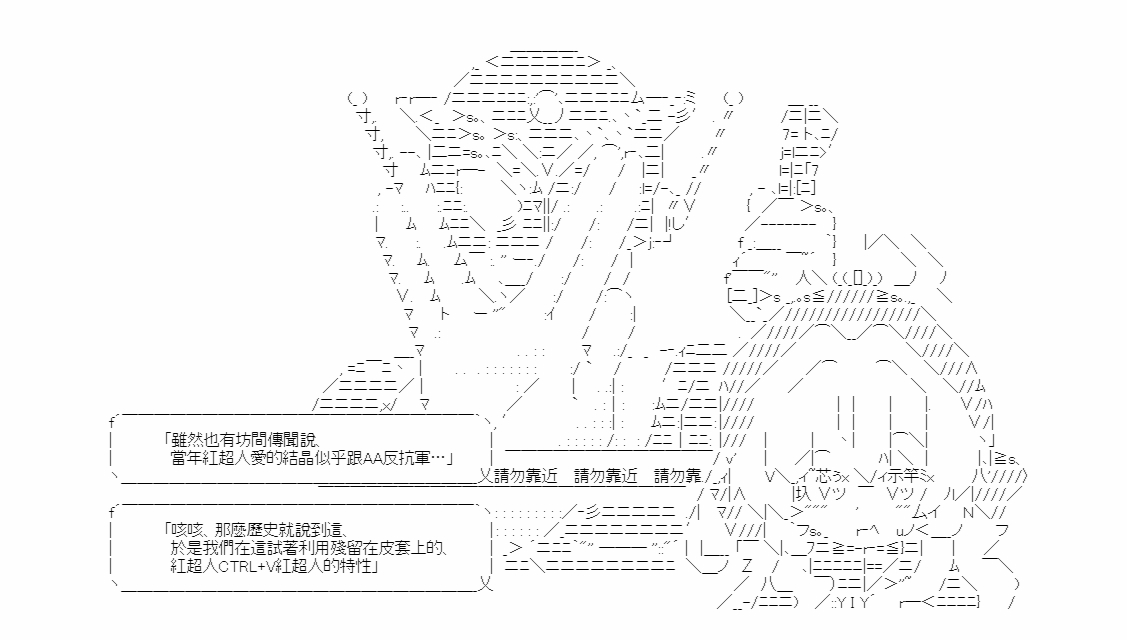 「雖然也有坊間傳聞說、
當年紅超人愛的結晶似乎跟AA反抗軍…」
請勿靠近　請勿靠近　請勿靠
「咳咳、那麼歷史就說到這、
於是我們在這試著利用殘留在皮套上的、
紅超人CTRL+V紅超人的特性」